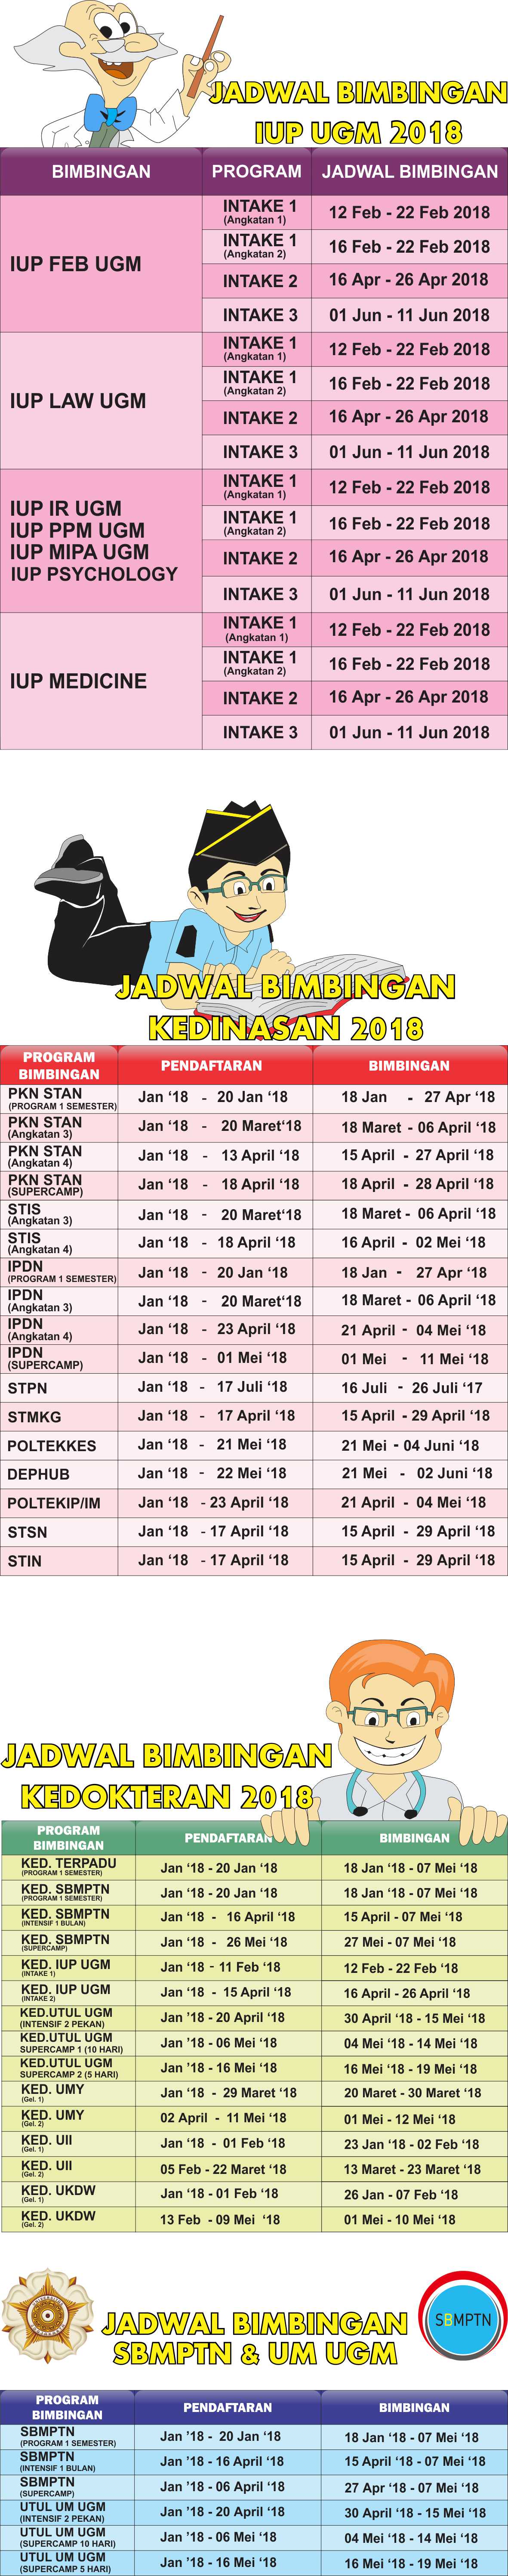 JADWAL BIMBINGAN
IUP UGM 2018
BIMBINGAN PROGRAM JADWAL BIMBINGAN
IUP FEB UGM
INTAKE 1 (Angkatan 1) 12 Feb - 22 Feb 2018
INTAKE 1 (Angkatan 2) 16 Feb - 22 Feb 2018
INTAKE 2 16 Apr - 26 Apr 2018
INTAKE 3 01 Jun - 11 Jun 2018
IUP LAW UGM
INTAKE 1 (Angkatan 1) 12 Feb - 22 Feb 2018
INTAKE 1 (Angkatan 2) 16 Feb - 22 Feb 2018
INTAKE 2 16 Apr - 26 Apr 2018
INTAKE 3 01 Jun - 11 Jun 2018
IUP IR UGM
IUP PPM UGM
IUP MIPA UGM
IUP PSYCHOLOGY
INTAKE 1 (Angkatan 1) 12 Feb - 22 Feb 2018
INTAKE 1 (Angkatan 2) 16 Feb - 22 Feb 2018
INTAKE 2 16 Apr - 26 Apr 2018
INTAKE 3 01 Jun - 11 Jun 2018
IUP MEDICINE
INTAKE 1 (Angkatan 1) 12 Feb - 22 Feb 2018
INTAKE 1 (Angkatan 2) 16 Feb - 22 Feb 2018
INTAKE 2 16 Apr - 26 Apr 2018
INTAKE 3 01 Jun - 11 Jun 2018
JADWAL BIMBINGAN
KEDINASAN 2018
PROGRAM BIMBINGAN PENDAFTARAN BIMBINGAN
PKN STAN (PROGRAM 1 SEMESTER) Jan ‘18 - 20 Jan ‘18 18 Jan - 27 Apr ‘18
PKN STAN (Angkatan 3) Jan ‘18 - 20 Maret‘18 18 Maret - 06 April ‘18
PKN STAN (Angkatan 4) Jan ‘18 - 13 April ‘18 15 April - 27 April ‘18
PKN STAN (SUPERCAMP) Jan ‘18 - 18 April ‘18 18 April - 28 April ‘18
STIS (Angkatan 3) Jan ‘18 - 20 Maret‘18 18 Maret - 06 April ‘18
STIS (Angkatan 4) Jan ‘18 - 18 April ‘18 16 April - 02 Mei ‘18
IPDN (PROGRAM 1 SEMESTER) Jan ‘18 - 20 Jan ‘18 18 Jan - 27 Apr ‘18
IPDN (Angkatan 3) Jan ‘18 - 20 Maret‘18 18 Maret - 06 April ‘18
IPDN (Angkatan 4) Jan ‘18 - 23 April ‘18 21 April - 04 Mei ‘18
IPDN (SUPERCAMP) Jan ‘18 - 01 Mei ‘18 01 Mei - 11 Mei ‘18
STPN Jan ‘18 - 17 Juli ‘18 16 Juli - 26 Juli ‘17
STMKG Jan ‘18 - 17 April ‘18 15 April - 29 April ‘18
POLTEKKES Jan ‘18 - 21 Mei ‘18 21 Mei - 04 Juni ‘18
DEPHUB Jan ‘18 - 22 Mei ‘18 21 Mei - 02 Juni ‘18
POLTEKIP/IM Jan ‘18 - 23 April ‘18 21 April - 04 Mei ‘18
STSN Jan ‘18 - 17 April ‘18 15 April - 29 April ‘18
STIN Jan ‘18 - 17 April ‘18 15 April - 29 April ‘18
JADWAL BIMBINGAN
KEDOKTERAN 2018
PROGRAM BIMBINGAN PENDAFTARAN BIMBINGAN
KED. TERPADU (PROGRAM 1 SEMESTER) Jan ‘18 - 20 Jan ‘18 18 Jan ‘18 - 07 Mei ‘18
KED. SBMPTN (PROGRAM 1 SEMESTER) Jan ‘18 - 20 Jan ‘18 18 Jan ‘18 - 07 Mei ‘18
KED. SBMPTN (INTENSIF 1 BULAN) Jan ‘18 - 16 April ‘18 15 April - 07 Mei ‘18
KED. SBMPTN (SUPERCAMP) Jan ‘18 - 26 Mei ‘18 27 Mei - 07 Mei ‘18
KED. IUP UGM (INTAKE 1) Jan ‘18 - 11 Feb ‘18 12 Feb - 22 Feb ‘18
KED. IUP UGM (INTAKE 2) Jan ‘18 - 15 April ‘18 16 April - 26 April ‘18
KED.UTUL UGM (INTENSIF 2 PEKAN) Jan ’18 - 20 April ‘18 30 April ‘18 - 15 Mei ‘18
KED.UTUL UGM SUPERCAMP 1 (10 HARI) Jan ’18 - 06 Mei ‘18 04 Mei ‘18 - 14 Mei ‘18
KED.UTUL UGM SUPERCAMP 2 (5 HARI) Jan ’18 - 16 Mei ‘18 16 Mei ‘18 - 19 Mei ‘18
KED. UMY (Gel. 1) Jan ‘18 - 29 Maret ‘18 20 Maret - 30 Maret ‘18
KED. UMY (Gel. 2) 02 April - 11 Mei ‘18 01 Mei - 12 Mei ‘18
KED. UII (Gel. 1) Jan ‘18 - 01 Feb ‘18 23 Jan ‘18 - 02 Feb ‘18
KED. UII (Gel. 2) 05 Feb - 22 Maret ‘18 13 Maret - 23 Maret ‘18
KED. UKDW (Gel. 1) Jan ‘18 - 01 Feb ‘18 26 Jan - 07 Feb ‘18
KED. UKDW (Gel. 2) 13 Feb - 09 Mei ‘18 01 Mei - 10 Mei ‘18
JADWAL BIMBINGAN
SBMPTN & UM UGM
SBMPTN
PROGRAM BIMBINGAN PENDAFTARAN BIMBINGAN
SBMPTN (PROGRAM 1 SEMESTER) Jan ’18 - 20 Jan ‘18 18 Jan ‘18 - 07 Mei ‘18
SBMPTN (INTENSIF 1 BULAN) Jan ’18 - 16 April ‘18 15 April ‘18 - 07 Mei ‘18
SBMPTN (SUPERCAMP) Jan ’18 - 06 April ‘18 27 Apr ‘18 - 07 Mei ‘18
UTUL UM UGM (INTENSIF 2 PEKAN) Jan ’18 - 20 April ‘18 30 April ‘18 - 15 Mei ‘18
UTUL UM UGM (SUPERCAMP 10 HARI) Jan ’18 - 06 Mei ‘18 04 Mei ‘18 - 14 Mei ‘18
UTUL UM UGM (SUPERCAMP 5 HARI) Jan ’18 - 16 Mei ‘18 16 Mei ‘18 - 19 Mei ‘18